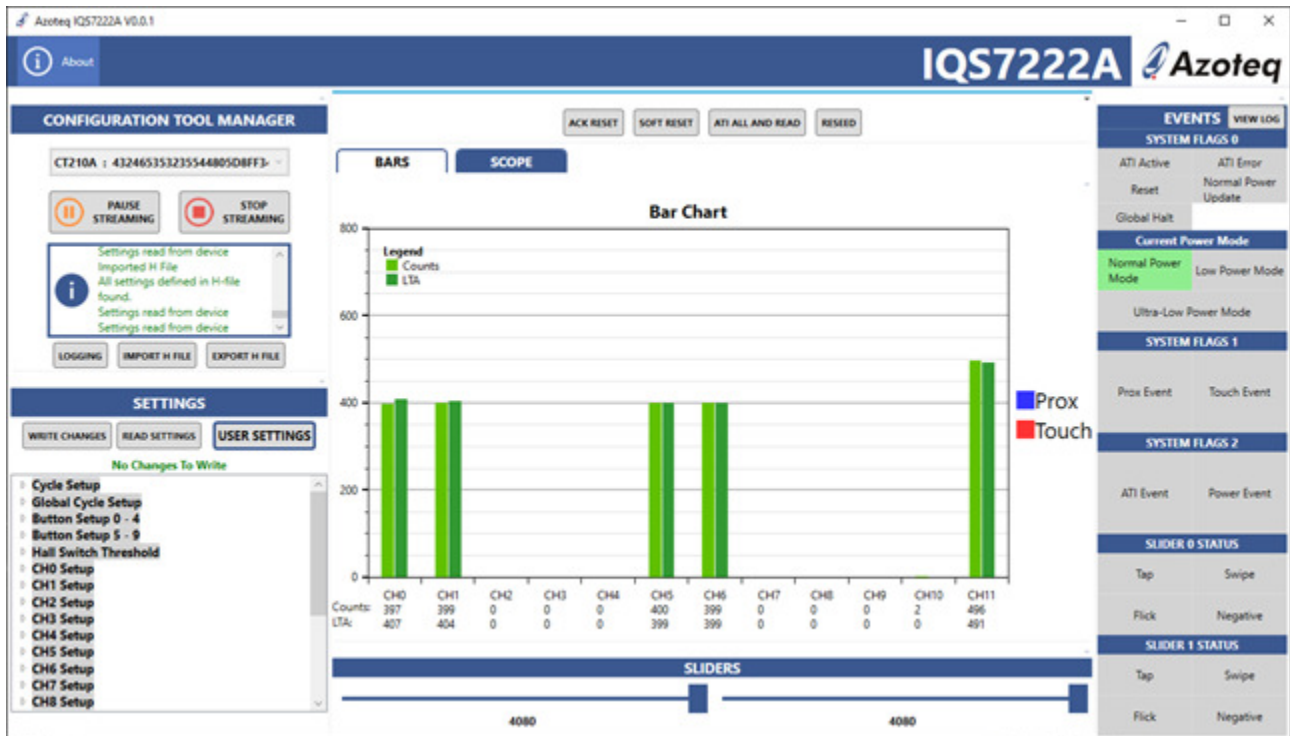 Azoteq IQS7222A V0.0.1
About
IQS7222A Azoteq
CONFIGURATION TOOL MANAGER
PAUSE STREAMING
STOP STREAMING
Settings read from device
Imported H File
All settings defined in H-file
found.
Settings read from device
Settings read from device
LOGGING IMPORT H FILE EXPORT H FILE
SETTINGS
WRITE CHANGES READ SETTINGS USER SETTINGS
No Changes To Write
Cycle Setup
Global Cycle Setup
Button Setup 0 - 4
Button Setup 5 - 9
Hall Switch Threshold
CH0 Setup
CH1 Setup
CH2 Setup
CH3 Setup
CH4 Setup
CH5 Setup
CH6 Setup
CH7 Setup
CH8 Setup
ACK RESET SOFT RESET ATI ALL AND READ RESEED
BARS SCOPE
Bar Chart
Legend
Counts
LTA
800
600
400
200
0
CH0 CH1 CH2 CH3 CH4 CH5 CH6 CH7 CH8 CH9 CH10 CH11
Counts: 397 399 0 0 0 400 399 0 0 0 2 496
LTA: 407 404 0 0 0 399 399 0 0 0 0 491
Prox
Touch
SLIDERS
4080 4080
EVENTS VIEW LOG
SYSTEM FLAGS 0
ATI Active ATI Error
Reset Normal Power Update
Global Halt
Current Power Mode
Normal Power Mode Low Power Mode
Ultra-Low Power Mode
SYSTEM FLAGS 1
Prox Event Touch Event
SYSTEM FLAGS 2
ATI Event Power Event
SLIDER 0 STATUS
Tap Swipe
Flick Negative
SLIDER 1 STATUS
Tap Swipe
Flick Negative